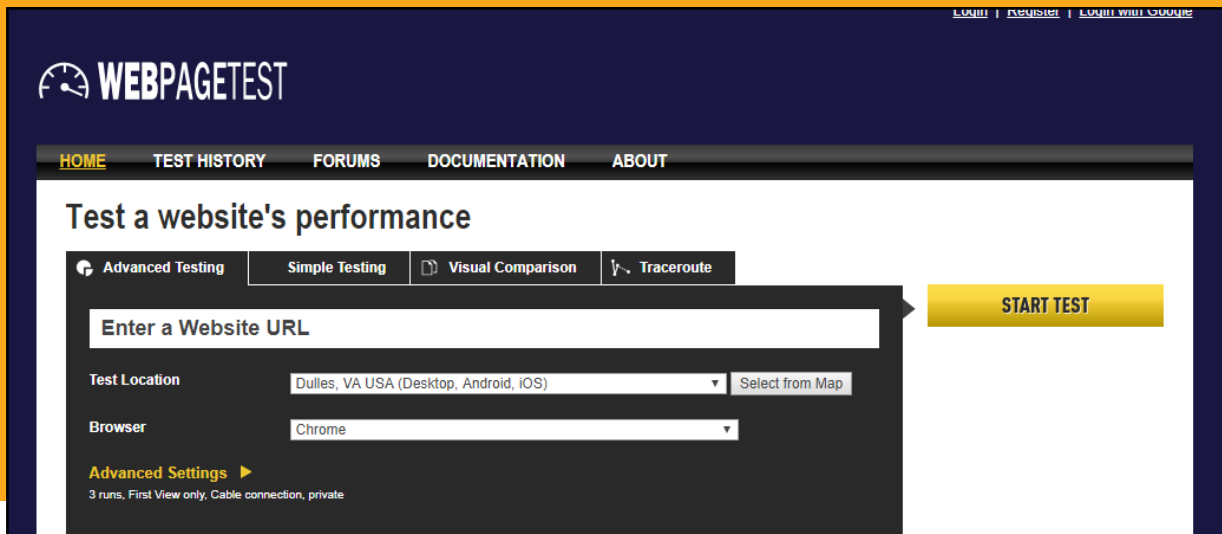 Login | Register | Login with Google
WEBPAGETEST
HOME TEST HISTORY FORUMS DOCUMENTATION ABOUT
Test a website's performance
Advanced Testing Simple Testing Visual Comparison Traceroute
START TEST
Enter a Website URL
Test Location Dulles, VA USA (Desktop, Android, iOS) Select from Map
Browser Chrome
Advanced Settings
3 runs, First View only, Cable connection, private